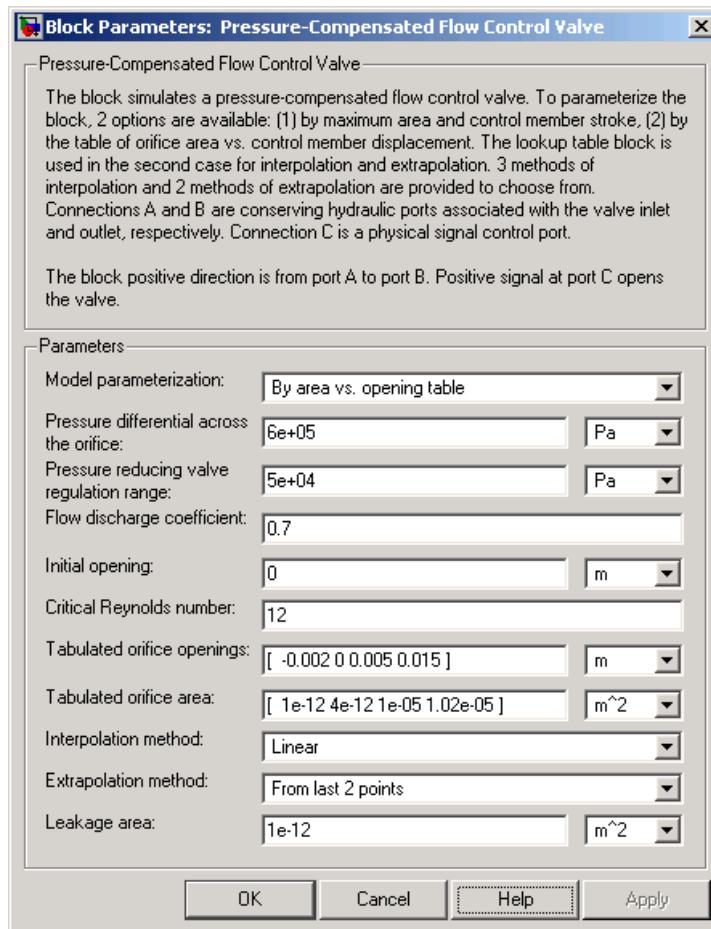 Block Parameters: Pressure-Compensated Flow Control Valve
Pressure-Compensated Flow Control Valve
The block simulates a pressure-compensated flow control valve. To parameterize the
block, 2 options are available: (1) by maximum area and control member stroke, (2) by
the table of orifice area vs. control member displacement. The lookup table block is
used in the second case for interpolation and extrapolation. 3 methods of
interpolation and 2 methods of extrapolation are provided to choose from.
Connections A and B are conserving hydraulic ports associated with the valve inlet
and outlet, respectively. Connection C is a physical signal control port.
The block positive direction is from port A to port B. Positive signal at port C opens
the valve.
Parameters
Model parameterization: By area vs. opening table
Pressure differential across
the orifice: 6e+05 Pa
Pressure reducing valve
regulation range: 5e+04 Pa
Flow discharge coefficient: 0.7
Initial opening: 0 m
Critical Reynolds number: 12
Tabulated orifice openings: [ -0.002 0 0.005 0.015 ] m
Tabulated orifice area: [ 1e-12 4e-12 1e-05 1.02e-05 ] m^2
Interpolation method: Linear
Extrapolation method: From last 2 points
Leakage area: 1e-12 m^2
OK Cancel Help Apply